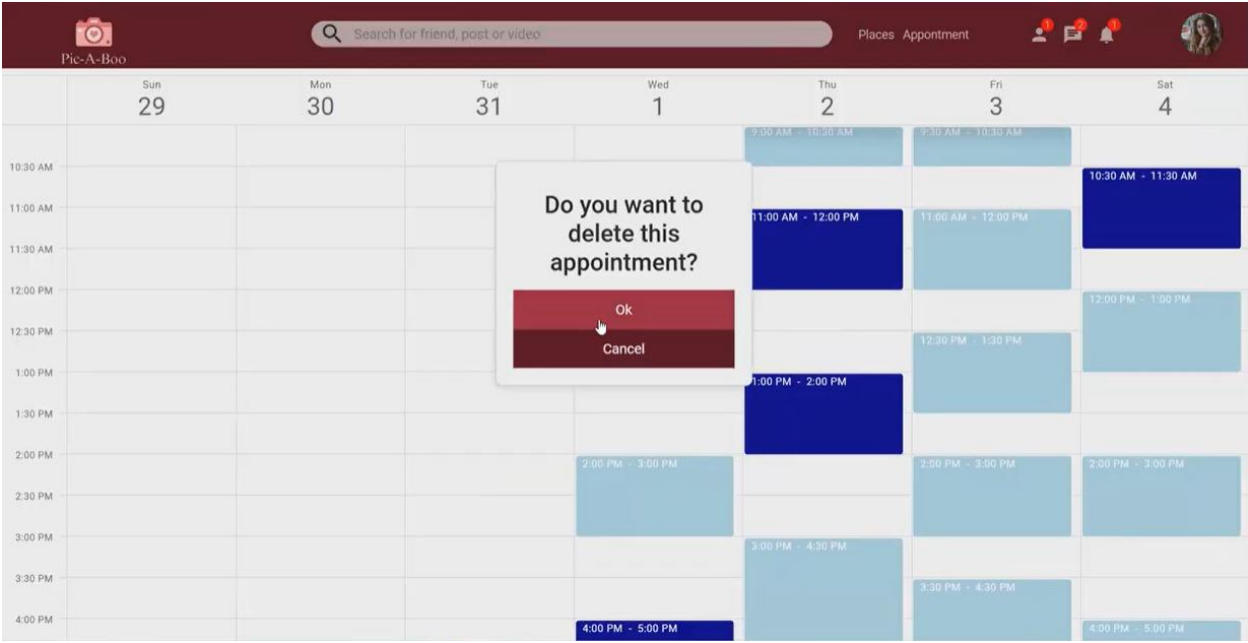 Pic-A-Boo
Search for friend, post or video
Places Appontment
1
2
1
Sun
29
Mon
30
Tue
31
Wed
1
Thu
2
Fri
3
Sat
4
9:00 AM - 10:30 AM
9:30 AM - 10:30 AM
10:30 AM
10:30 AM - 11:30 AM
11:00 AM
11:00 AM - 12:00 PM
11:00 AM - 12:00 PM
11:30 AM
Do you want to
delete this
appointment?
Ok
Cancel
12:00 PM
12:00 PM - 1:00 PM
12:30 PM
12:30 PM - 1:30 PM
1:00 PM
1:00 PM - 2:00 PM
1:30 PM
2:00 PM
2:00 PM - 3:00 PM
2:00 PM - 3:00 PM
2:00 PM - 3:00 PM
2:30 PM
3:00 PM
3:00 PM - 4:30 PM
3:30 PM
3:30 PM - 4:30 PM
4:00 PM
4:00 PM - 5:00 PM
4:00 PM - 5:00 PM